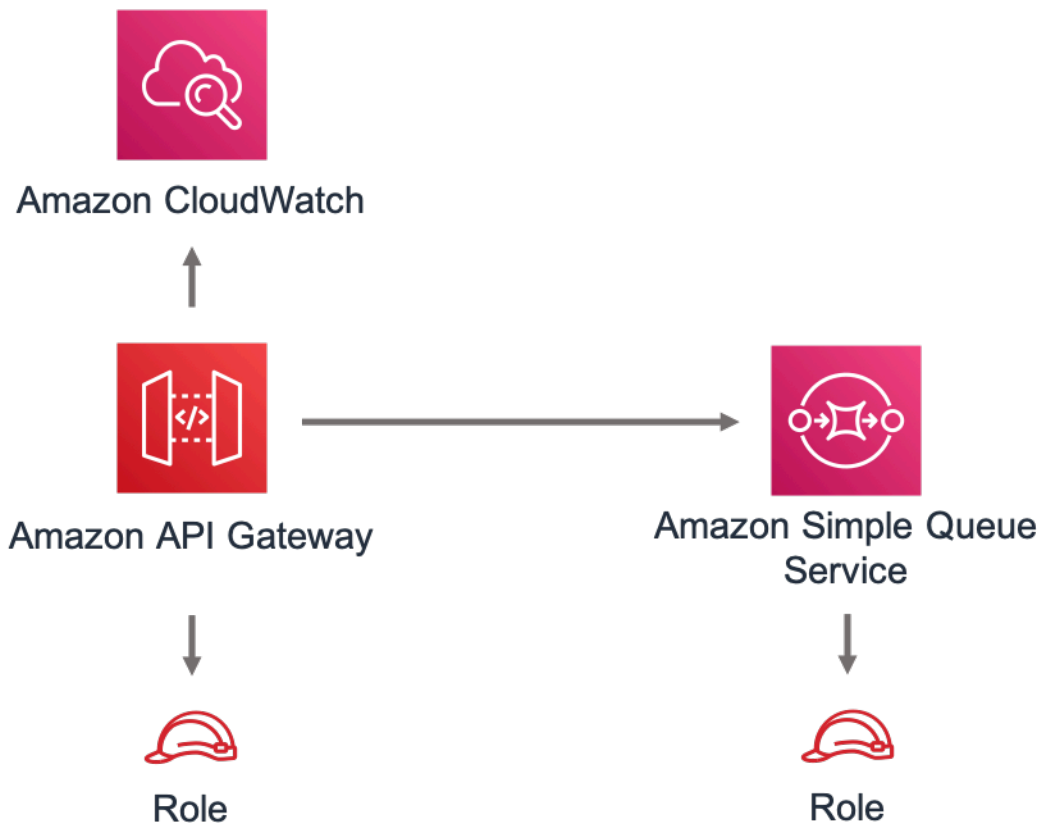 Amazon CloudWatch
</>
Amazon API Gateway
Amazon Simple Queue
Service
Role
Role